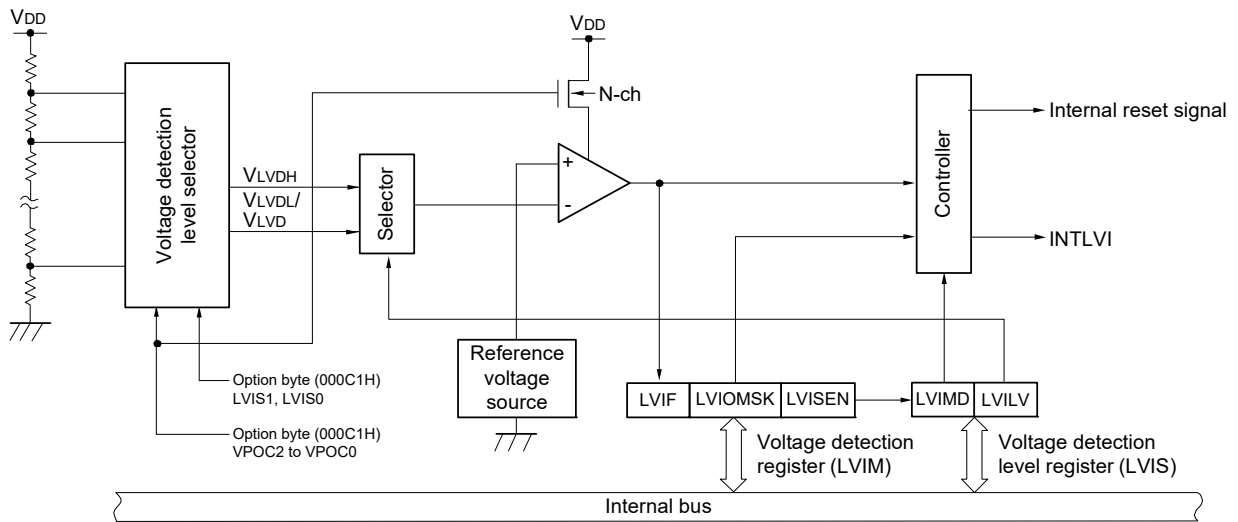 VDD
VDD
N-ch
Voltage detection
level selector
VLVDH
VLVDL/
VLVD
Selector
+
-
Controller
Internal reset signal
INTLVI
Reference
voltage
source
Option byte (000C1H)
LVIS1, LVIS0
Option byte (000C1H)
VPOC2 to VPOC0
LVIF LVIOMSK LVISEN
LVIMD LVILV
Voltage detection
register (LVIM)
Voltage detection
level register (LVIS)
Internal bus